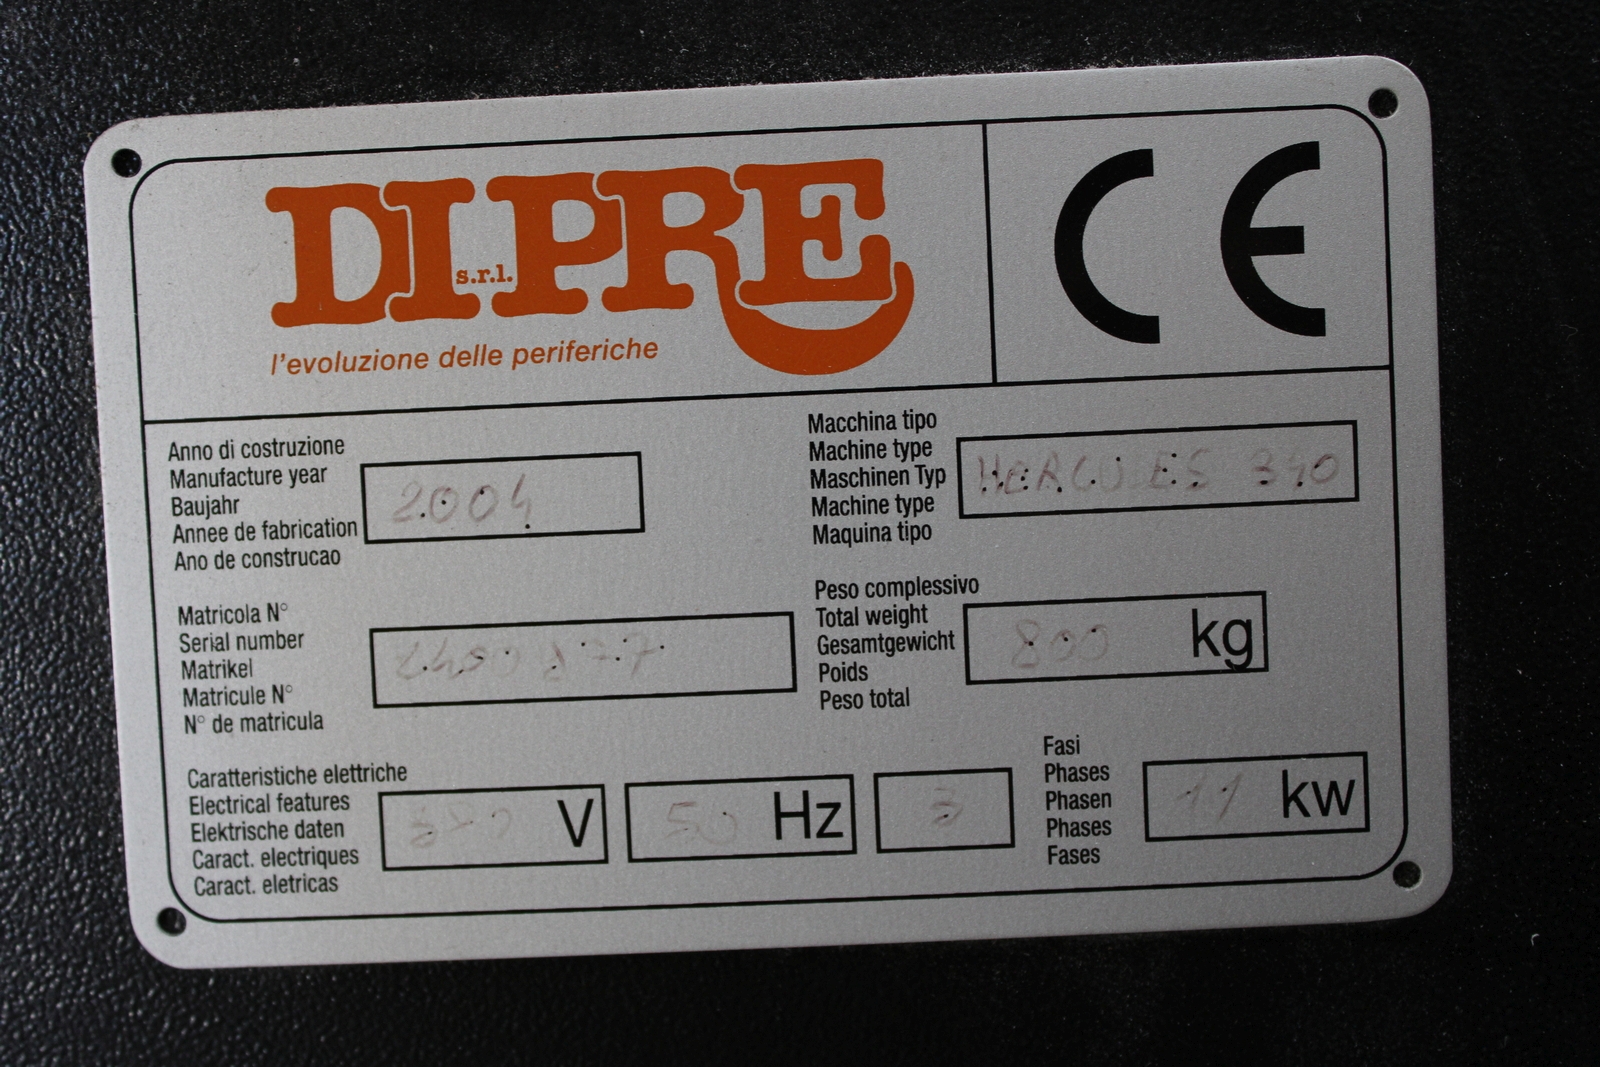 DIPRE
s.r.l.
l'evoluzione delle periferiche
CE
Anno di costruzione
Manufacture year
Baujahr
Annee de fabrication
Ano de construcao
2004
Macchina tipo
Machine type
Maschinen Typ
Machine type
Maquina tipo
HERCULES 340
Matricola N°
Serial number
Matrikel
Matricule N°
N° de matricula
Peso complessivo
Total weight
Gesamtgewicht
Poids
Peso total
800 kg
Caratteristiche elettriche
Electrical features
Elektrische daten
Caract. electriques
Caract. eletricas
V
50 Hz
3
Fasi
Phases
Phasen
Phases
Fases
11 kw